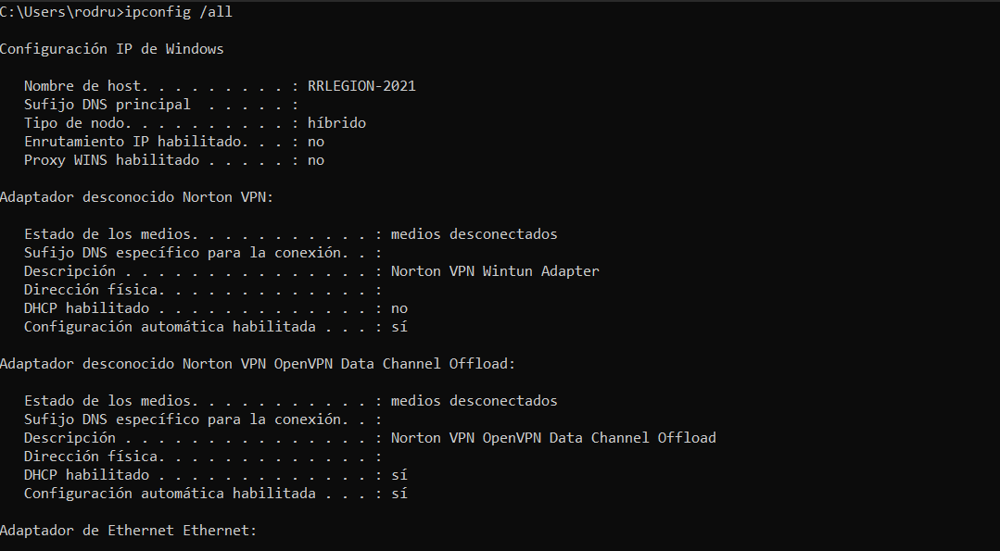 C:\Users\rodru>ipconfig /all
Configuración IP de Windows
Nombre de host. . . . . . . . . : RRLEGION-2021
Sufijo DNS principal  . . . . . :
Tipo de nodo. . . . . . . . . . : híbrido
Enrutamiento IP habilitado. . . : no
Proxy WINS habilitado . . . . . : no
Adaptador desconocido Norton VPN:
Estado de los medios. . . . . . . . . . . : medios desconectados
Sufijo DNS específico para la conexión. . :
Descripción . . . . . . . . . . . . . . . : Norton VPN Wintun Adapter
Dirección física. . . . . . . . . . . . . :
DHCP habilitado . . . . . . . . . . . . . : no
Configuración automática habilitada . . . : sí
Adaptador desconocido Norton VPN OpenVPN Data Channel Offload:
Estado de los medios. . . . . . . . . . . : medios desconectados
Sufijo DNS específico para la conexión. . :
Descripción . . . . . . . . . . . . . . . : Norton VPN OpenVPN Data Channel Offload
Dirección física. . . . . . . . . . . . . :
DHCP habilitado . . . . . . . . . . . . . : sí
Configuración automática habilitada . . . : sí
Adaptador de Ethernet Ethernet: